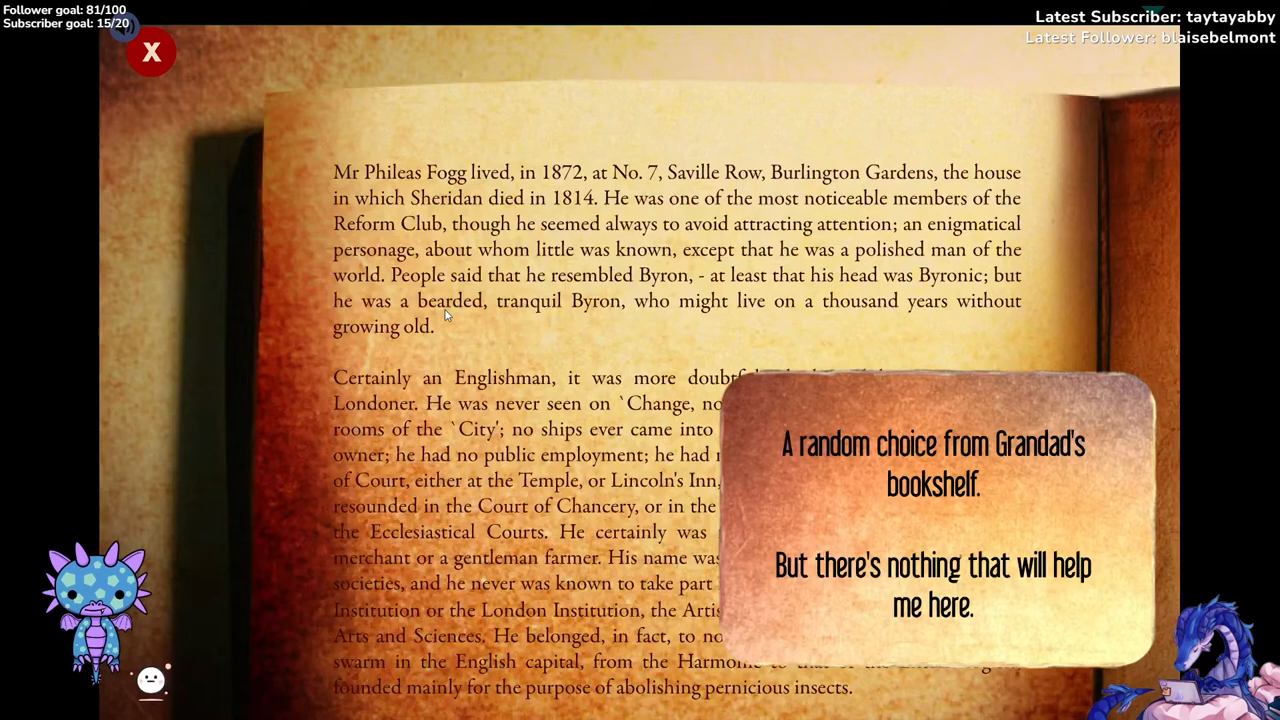 Follower goal: 81/100
Subscriber goal: 15/20
Latest Subscriber: taytayabby
Latest Follower: blaisebelmont
X
Mr Phileas Fogg lived, in 1872, at No. 7, Saville Row, Burlington Gardens, the house
in which Sheridan died in 1814. He was one of the most noticeable members of the
Reform Club, though he seemed always to avoid attracting attention; an enigmatical
personage, about whom little was known, except that he was a polished man of the
world. People said that he resembled Byron, - at least that his head was Byronic; but
he was a bearded, tranquil Byron, who might live on a thousand years without
growing old.
Certainly an Englishman, it was more
Londoner. He was never seen on `Change,
rooms of the `City'; no ships ever came into
owner; he had no public employment; he had
of Court, either at the Temple, or Lincoln's Inn,
resounded in the Court of Chancery, or in the
the Ecclesiastical Courts. He certainly was
merchant or a gentleman farmer. His name was
societies, and he never was known to take part
Institution or the London Institution, the
Arts and Sciences. He belonged, in fact, to
swarm in the English capital, from the
founded mainly for the purpose of abolishing pernicious insects.
A random choice from Grandad's
bookshelf.
But there's nothing that will help
me here.